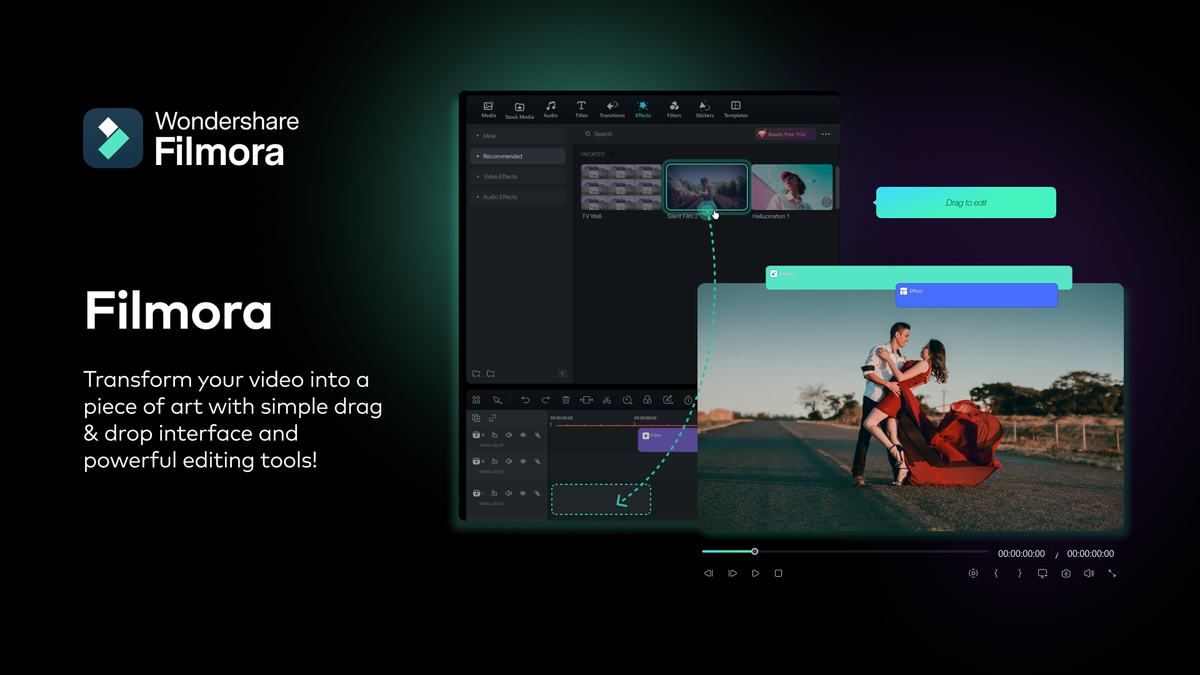 Wondershare
Filmora
Filmora
Transform your video into a
piece of art with simple drag
& drop interface and
powerful editing tools!
Media
Stock Media
Audio
Titles
Transitions
Effects
Filters
Stickers
Templates
Mine
Recommended
Video Effects
Audio Effects
Search
Assets Free Trial
FAVORITES
TV Wall
Silent Film 2
Hallucination 1
Drag to edit
Effect
00:00:00:00
00:00:00:00
Video
00:00:00:00 / 00:00:00:00